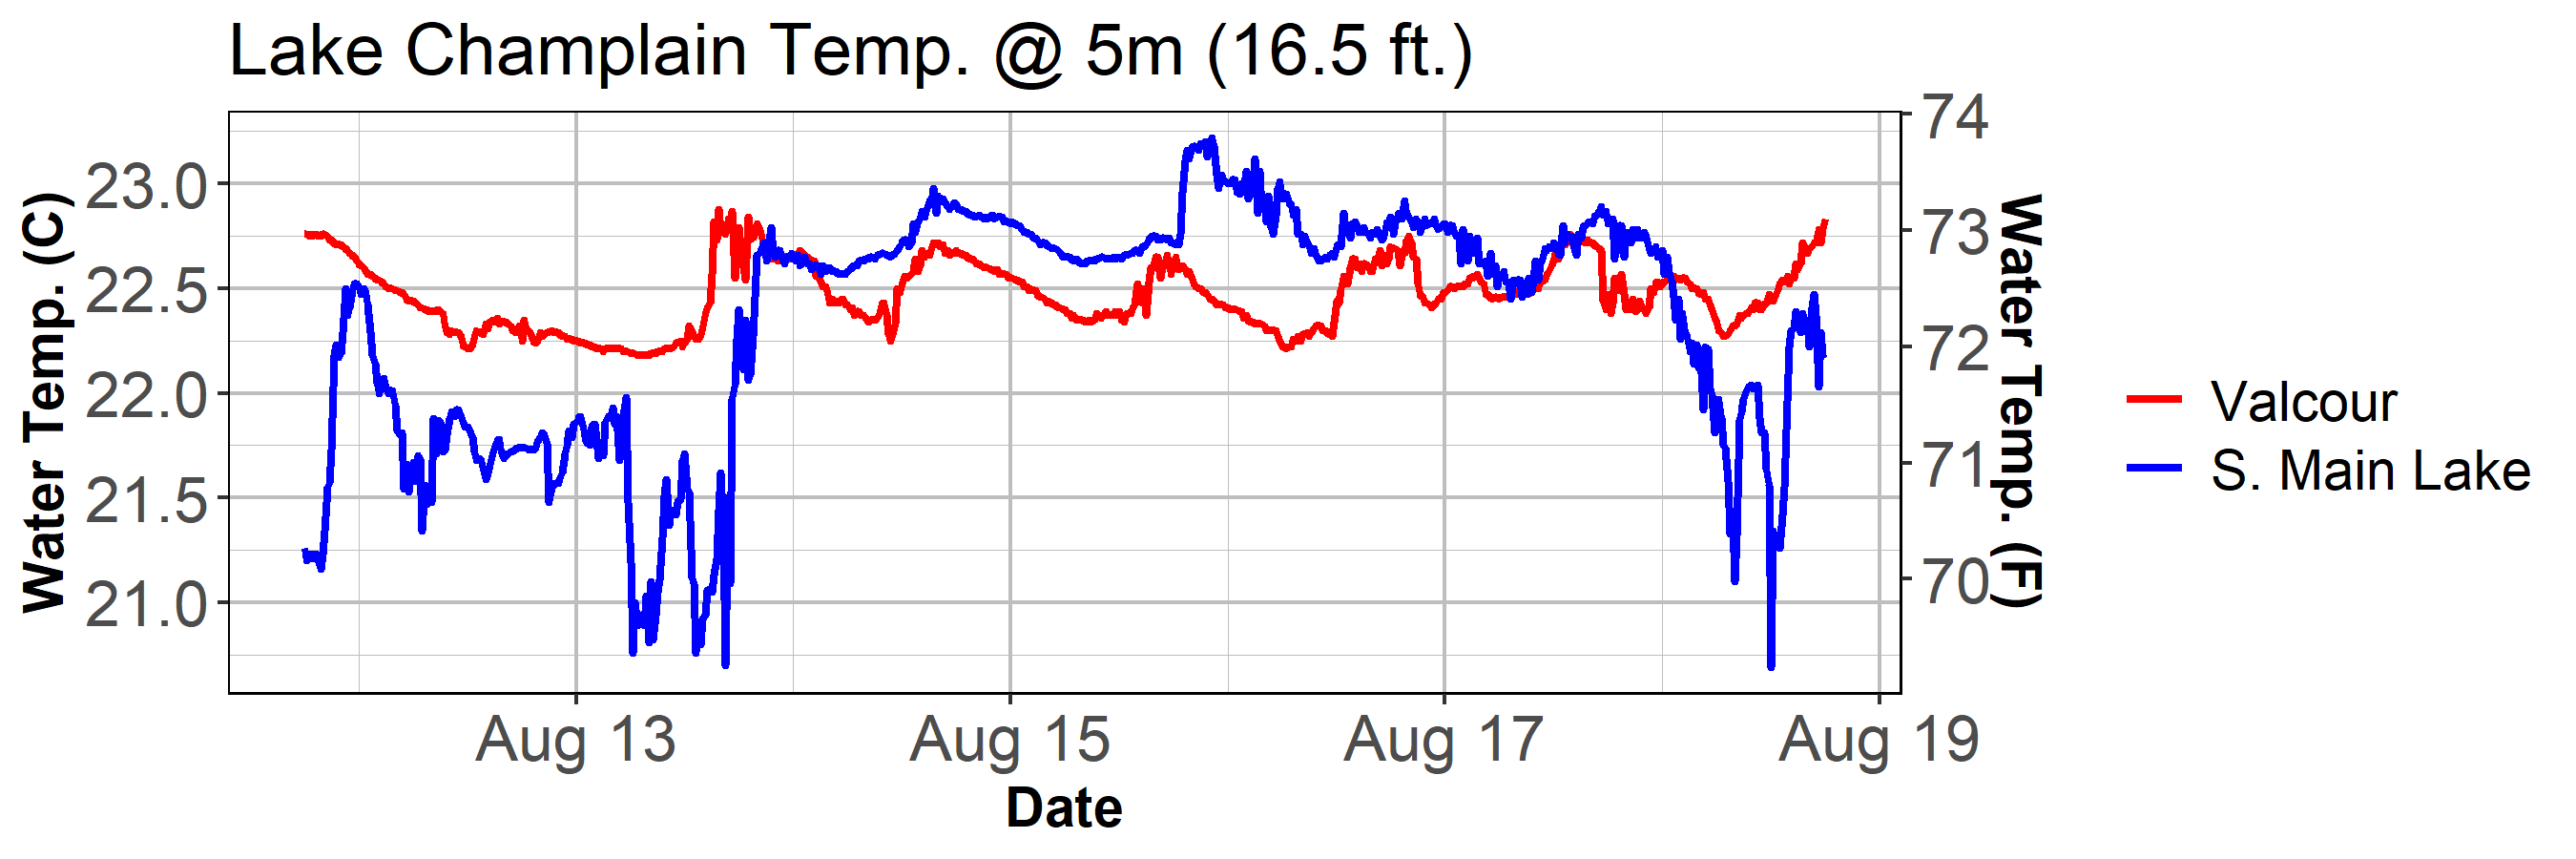 Lake Champlain Temp. @ 5m (16.5 ft.)
Water Temp. (C)
23.0
22.5
22.0
21.5
21.0
74
73
72
71
70
Water Temp. (F)
Aug 13
Aug 15
Aug 17
Aug 19
Date
Valcour
S. Main Lake